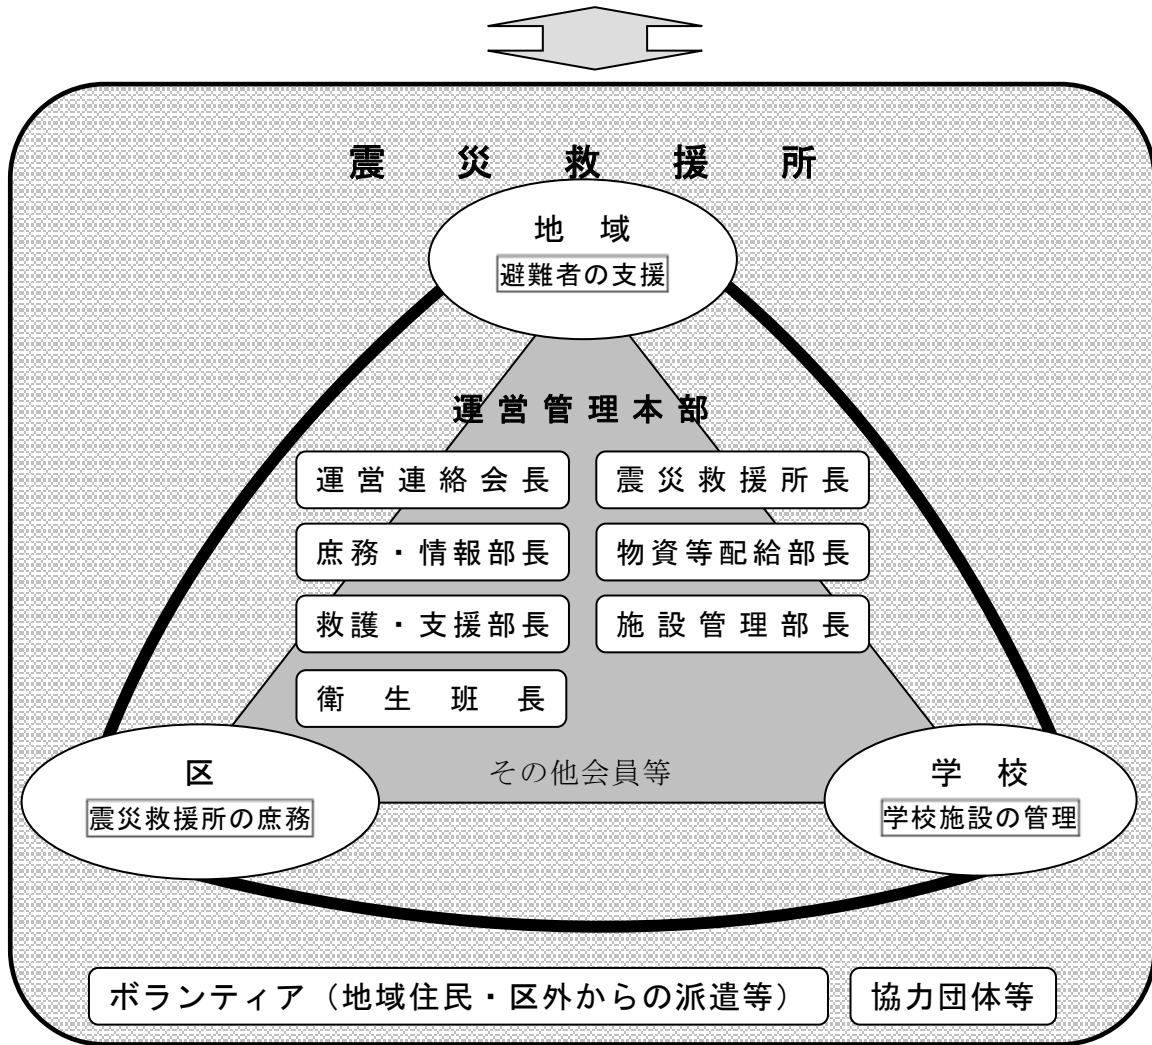 震災救援所
地域
避難者の支援
運営管理本部
運営連絡会長
震災救援所長
庶務・情報部長
物資等配給部長
救護・支援部長
施設管理部長
衛生班長
その他会員等
区
震災救援所の庶務
学校
学校施設の管理
ボランティア（地域住民・区外からの派遣等）
協力団体等